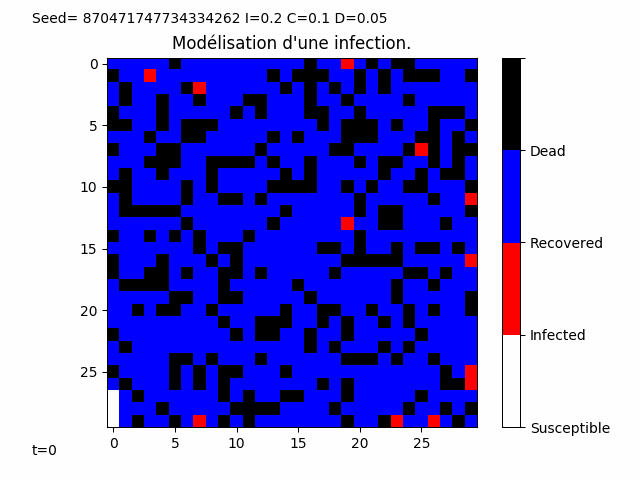 Seed= 870471747734334262 I=0.2 C=0.1 D=0.05
Modélisation d'une infection.
0
5
10
15
20
25
0 5 10 15 20 25
Dead
Recovered
Infected
Susceptible
t=0